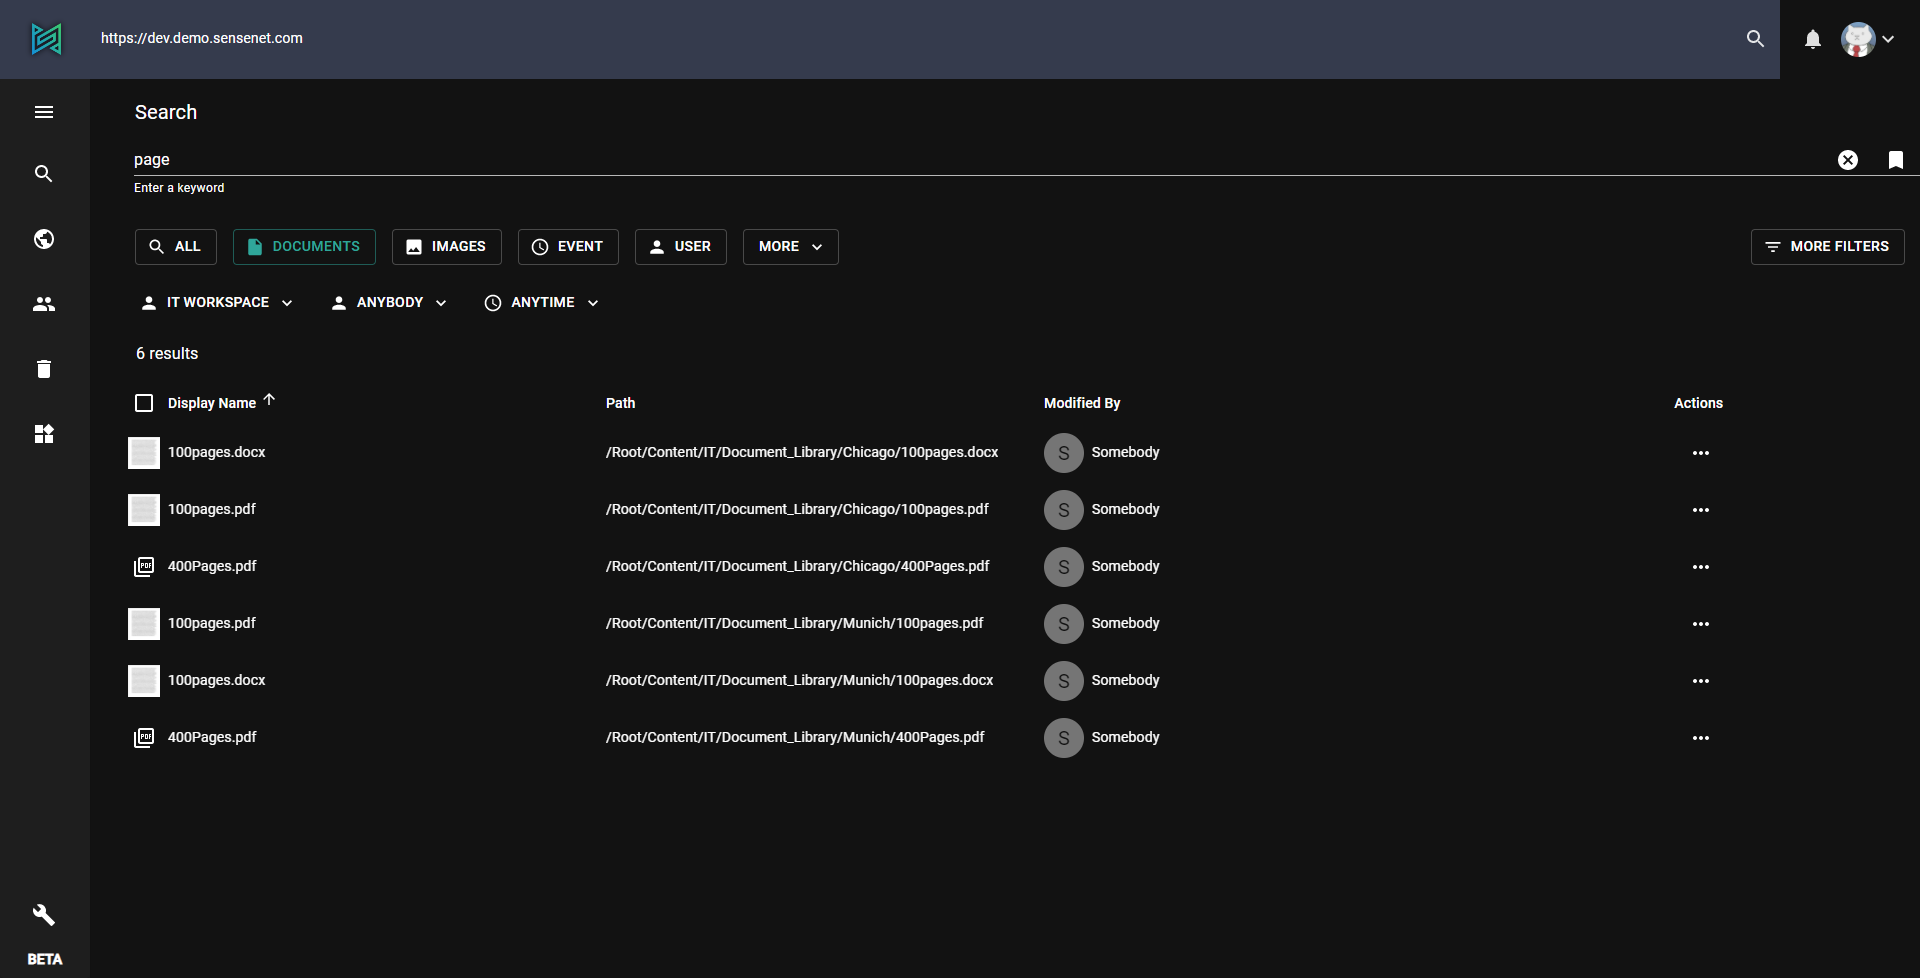 https://dev.demo.sensenet.com
Search
page
Enter a keyword
ALL DOCUMENTS IMAGES EVENT USER MORE MORE FILTERS
IT WORKSPACE ANYBODY ANYTIME
6 results
Display Name Path Modified By Actions
100pages.docx /Root/Content/IT/Document_Library/Chicago/100pages.docx S Somebody
100pages.pdf /Root/Content/IT/Document_Library/Chicago/100pages.pdf S Somebody
PDF 400Pages.pdf /Root/Content/IT/Document_Library/Chicago/400Pages.pdf S Somebody
100pages.pdf /Root/Content/IT/Document_Library/Munich/100pages.pdf S Somebody
100pages.docx /Root/Content/IT/Document_Library/Munich/100pages.docx S Somebody
PDF 400Pages.pdf /Root/Content/IT/Document_Library/Munich/400Pages.pdf S Somebody
BETA